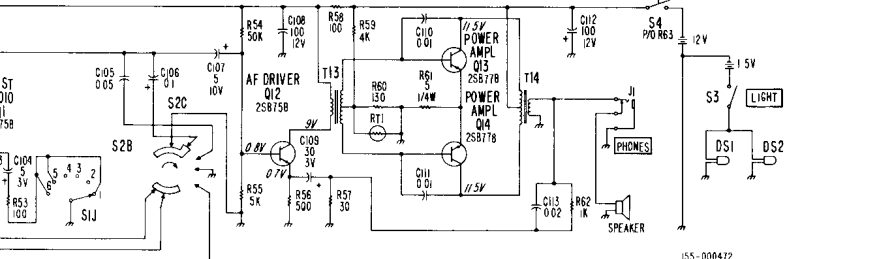 R54
50K
C108
100
12V
R58
100
R59
4K
C110
0.01
11.5V
POWER
AMPL
Q13
2SB77B
C112
100
12V
S4
P/O R63
12V
1.5V
C105
0.05
C106
0.1
C107
5
10V
S2C
AF DRIVER
Q12
2SB75B
T13
R60
130
RT1
R61
5
1/4W
POWER
AMPL
Q14
2SB77B
T14
J1
PHONES
S3
LIGHT
DS1
DS2
ST
010
75B
S2B
9V
0.8V
C109
30
3V
0.7V
C104
5
3V
R53
100
6
5
4
3
2
1
S1J
R55
5K
R56
500
R57
30
C111
0.01
11.5V
C113
0.02
R62
1K
SPEAKER
155-000472